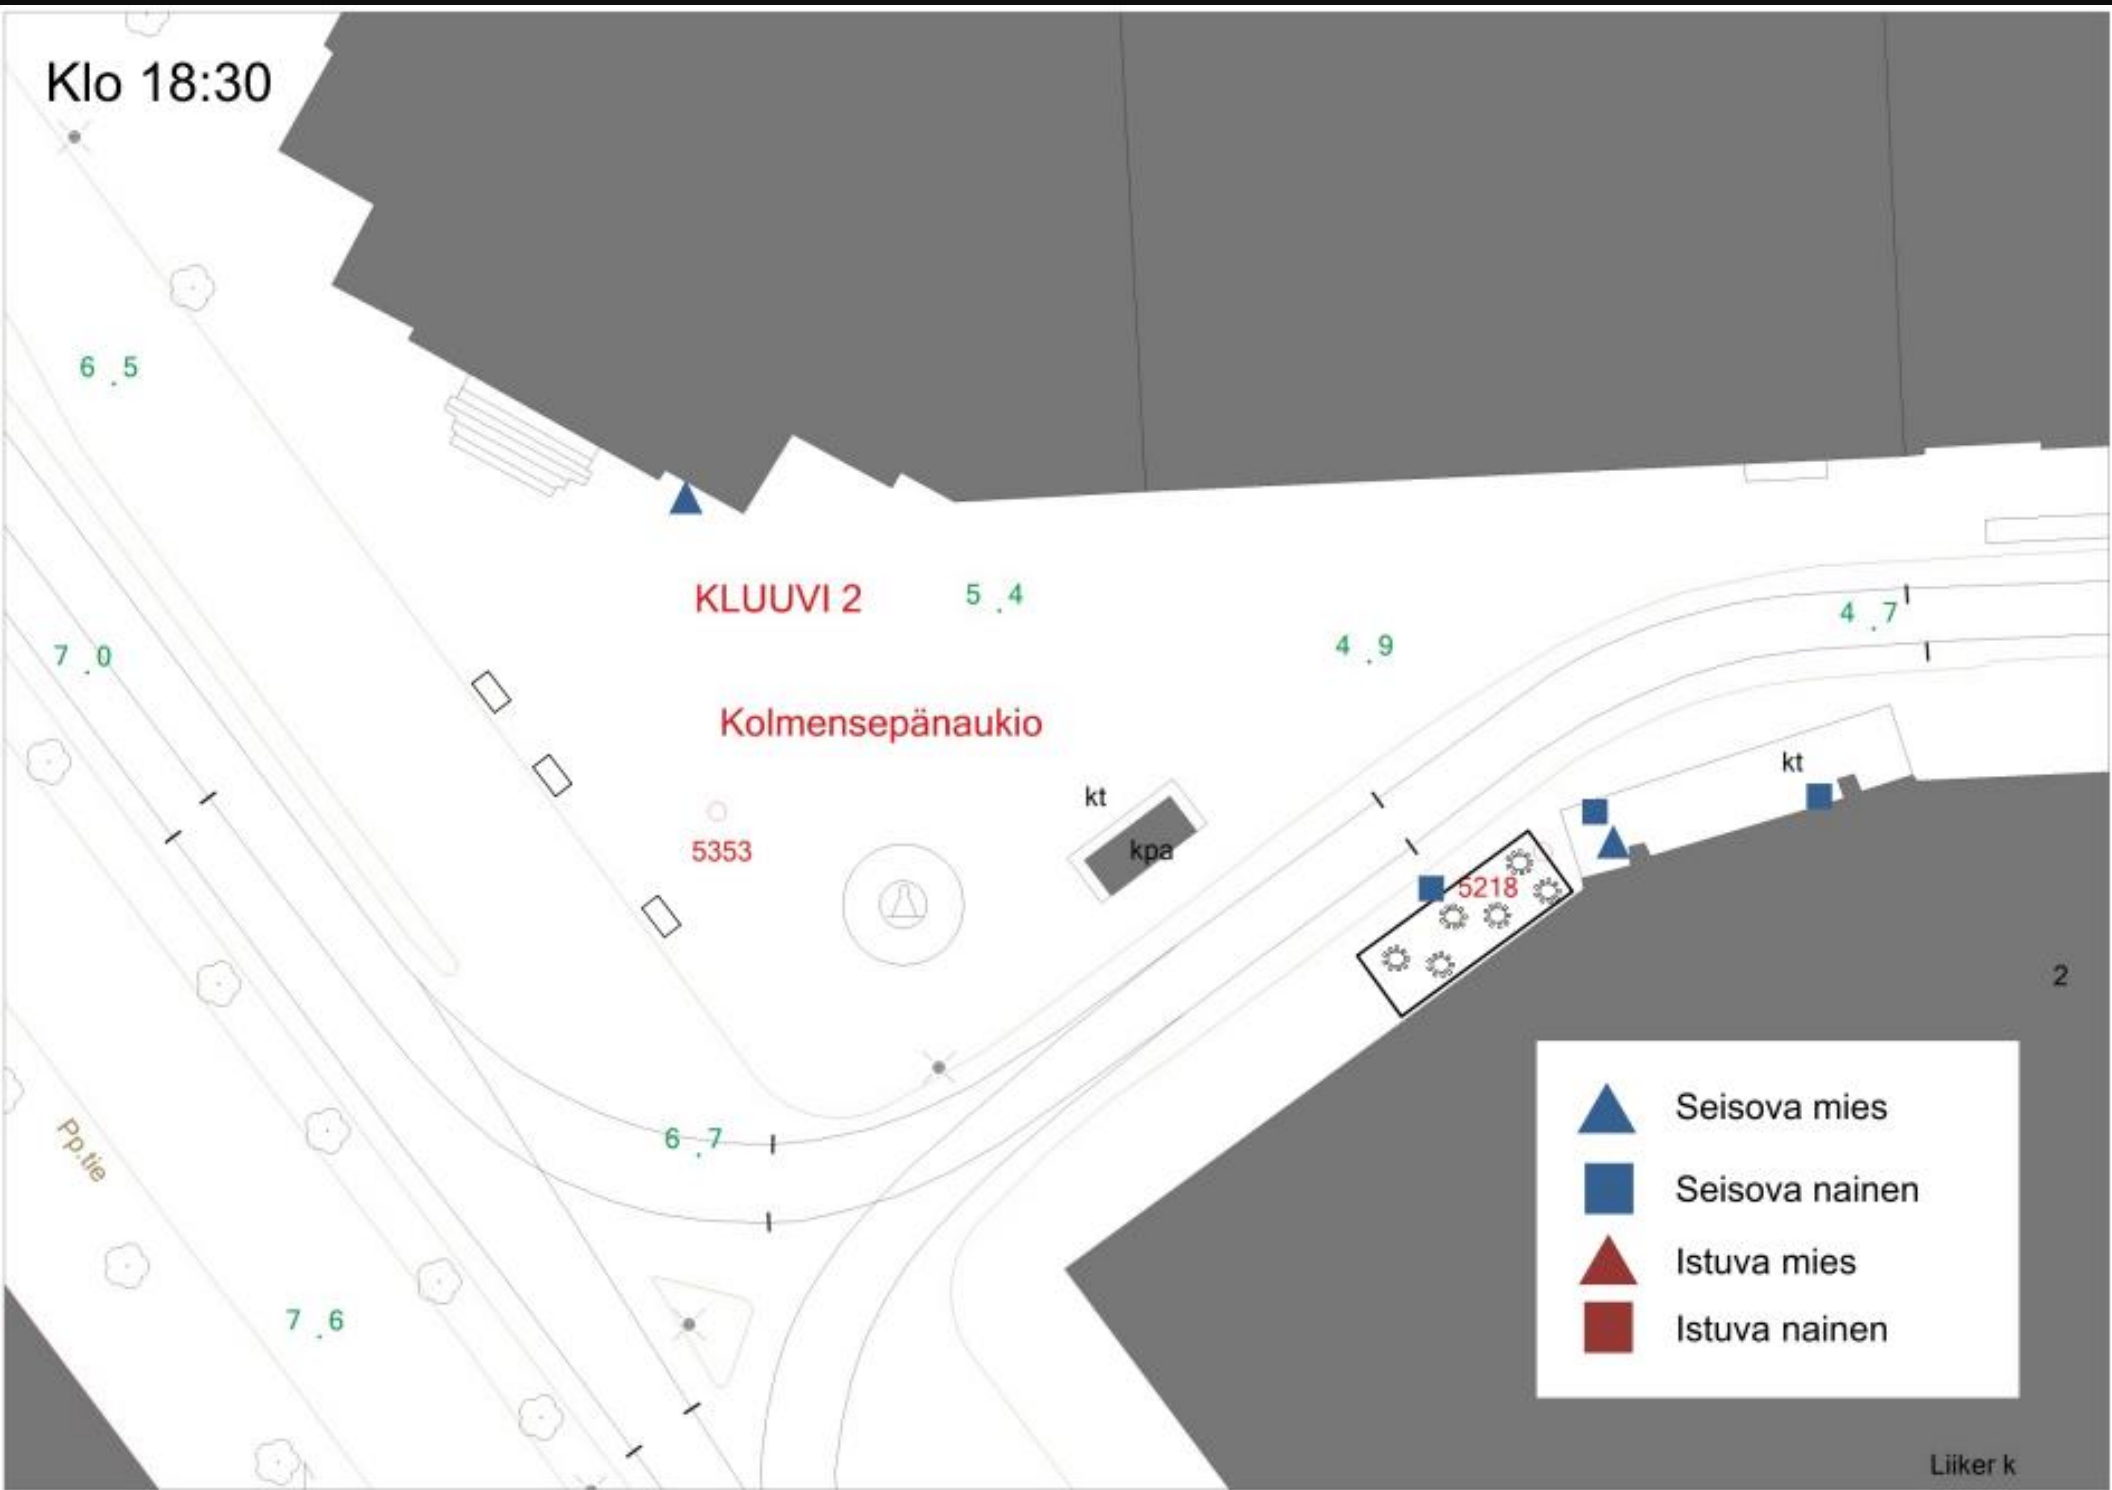 Klo 18:30
6.5
KLUUVI 2
5.4
4.7
4.9
7.0
Kolmensepänaukio
kt
kt
5353
kpa
5218
2
Seisova mies
Pp.tie
6.7
Seisova nainen
Istuva mies
7.6
Istuva nainen
Liiker k